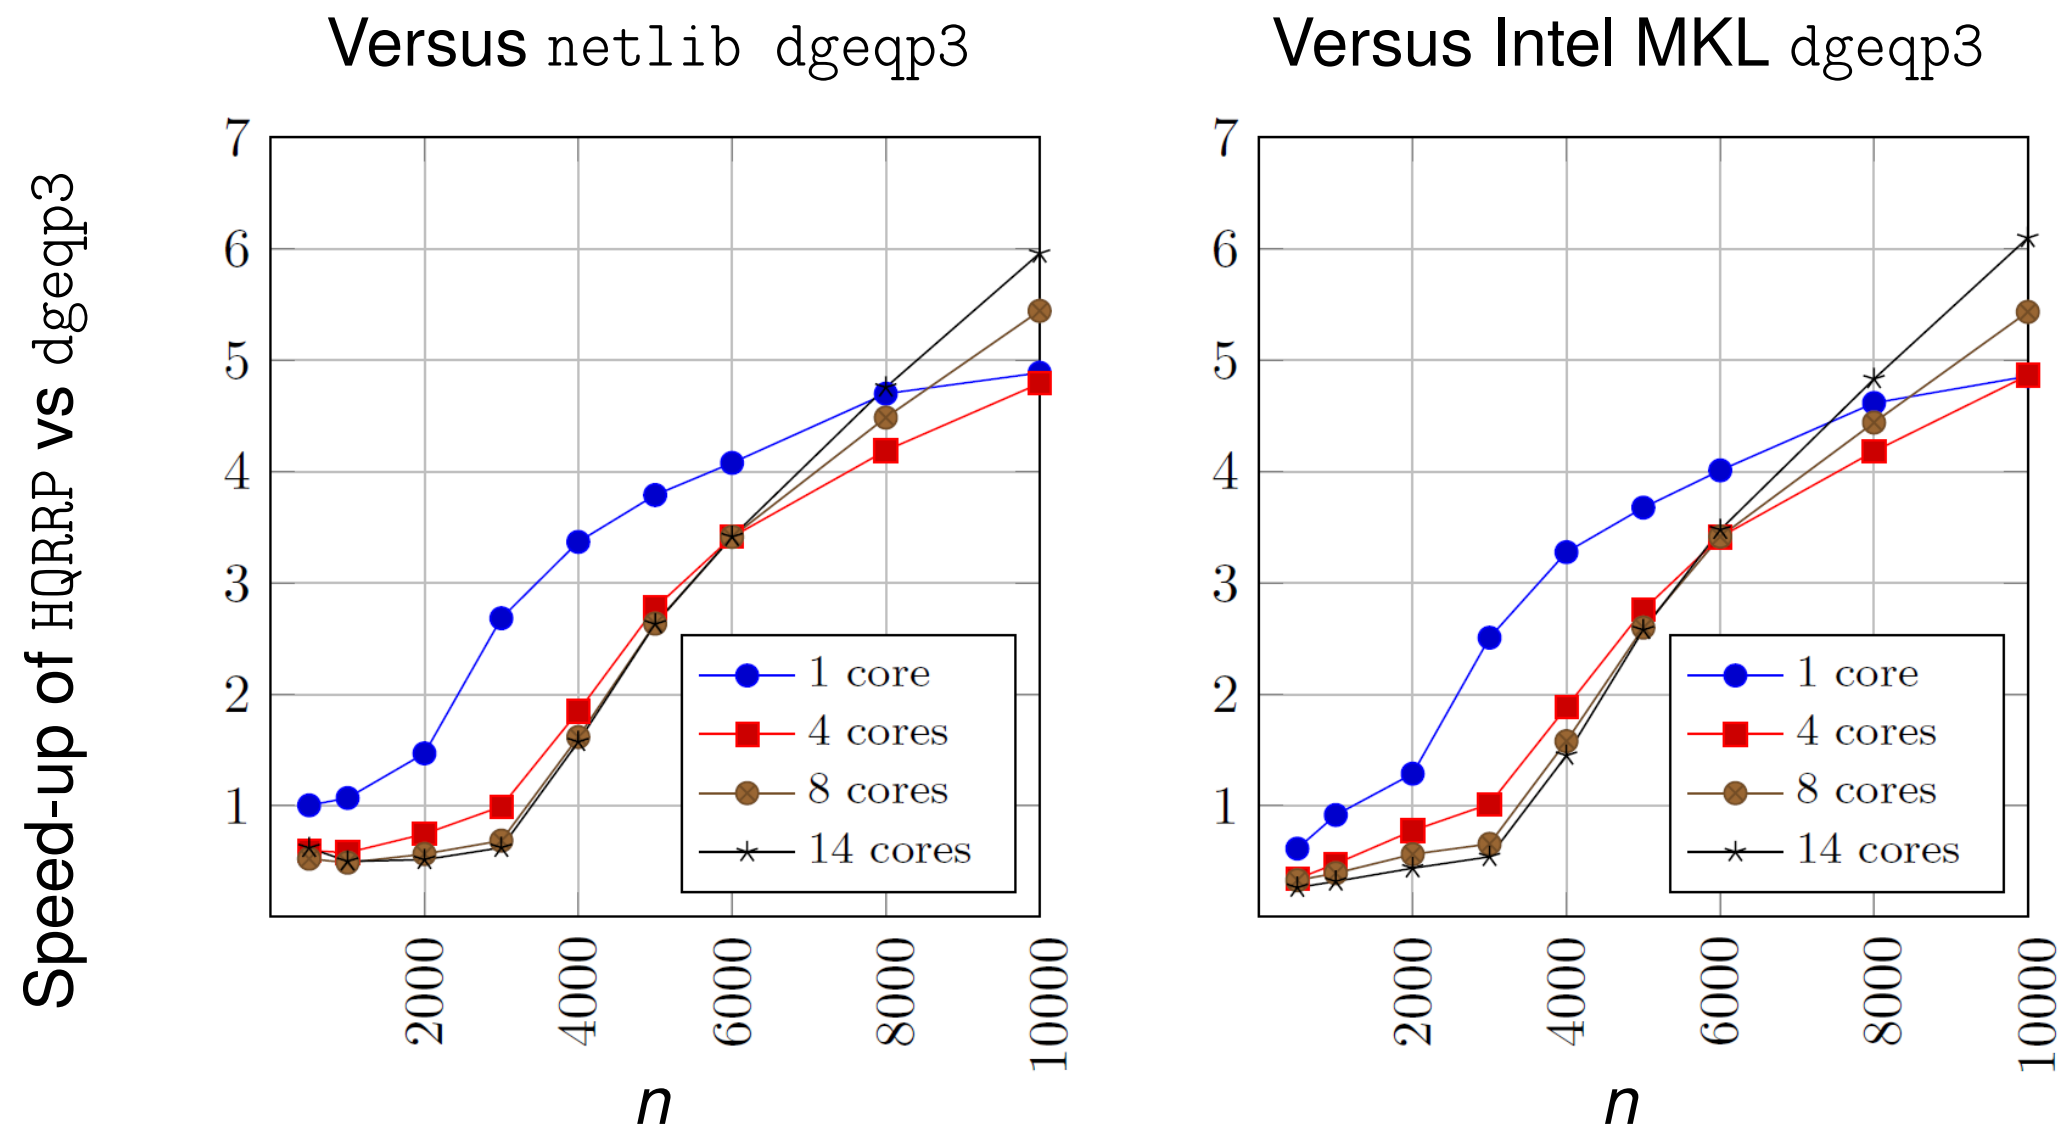 Versus netlib dgeqp3
Versus Intel MKL dgeqp3
Speed-up of HQRRP vs dgeqp3
7
6
5
4
3
2
1
1 core
4 cores
8 cores
14 cores
2000
4000
6000
8000
10000
n
7
6
5
4
3
2
1
1 core
4 cores
8 cores
14 cores
2000
4000
6000
8000
10000
n